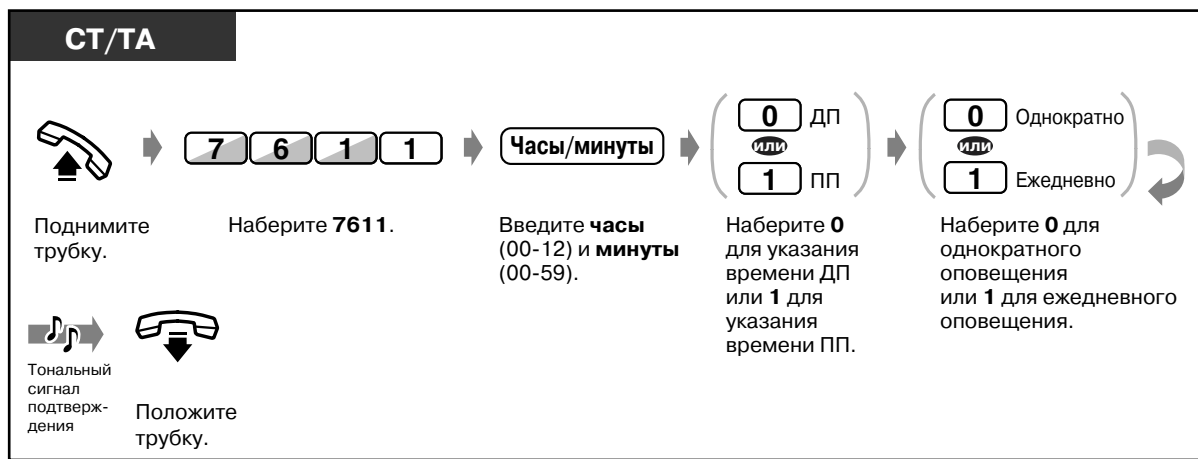 СТ/ТА
7 6 1 1
Часы/минуты
0 ДП
или
1 ПП
0 Однократно
или
1 Ежедневно
Поднимите
трубку.
Наберите 7611.
Введите часы
(00-12) и минуты
(00-59).
Наберите 0
для указания
времени ДП
или 1 для
указания
времени ПП.
Наберите 0 для
однократного
оповещения
или 1 для ежедневного
оповещения.
Тональный
сигнал
подтверж-
дения
Положите
трубку.